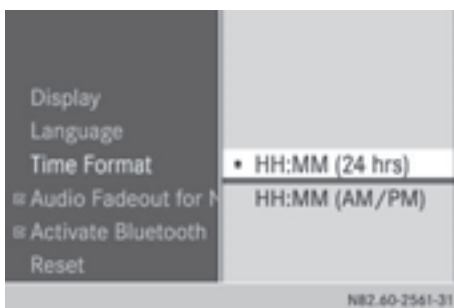 Display
Language
Time Format
Audio Fadeout for N
Activate Bluetooth
Reset
• HH:MM (24 hrs)
HH:MM (AM/PM)
N82.60-2561-31